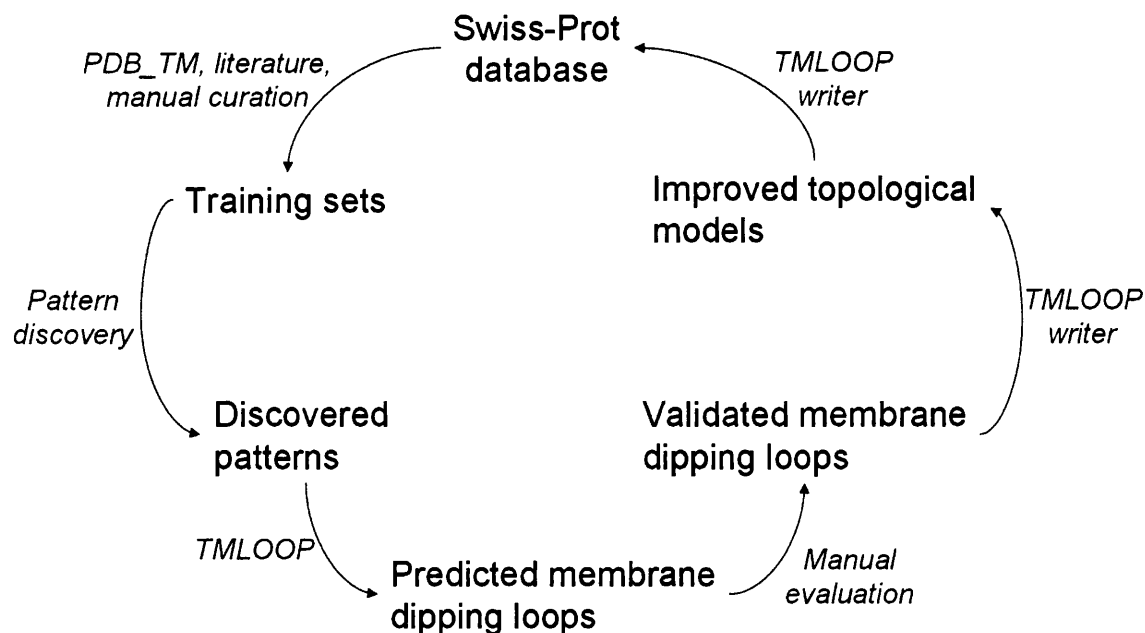 Swiss-Prot
database
PDB_TM, literature,
manual curation
TMLOOP
writer
Training sets
Improved topological
models
Pattern
discovery
TMLOOP
writer
Discovered
patterns
Validated membrane
dipping loops
TMLOOP
Predicted membrane
dipping loops
Manual
evaluation